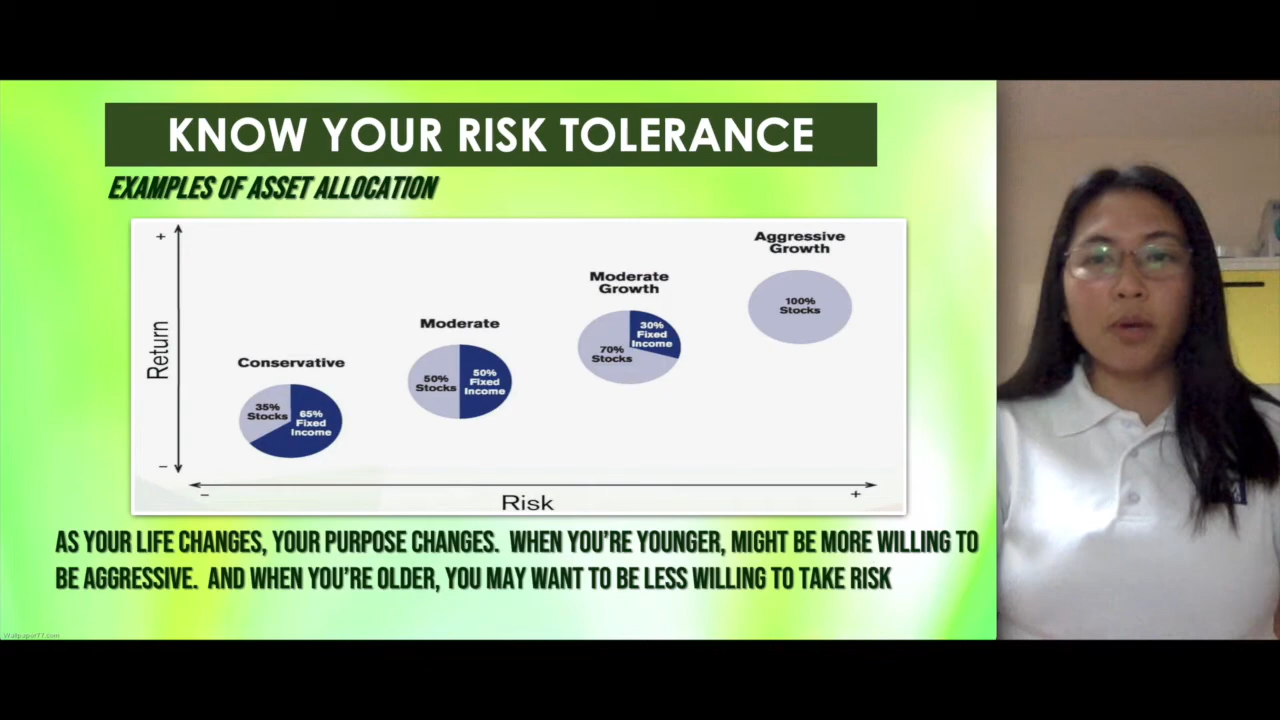 KNOW YOUR RISK TOLERANCE
EXAMPLES OF ASSET ALLOCATION
+
Return
–
Conservative
35%
Stocks
65%
Fixed
Income
Moderate
50%
Stocks
50%
Fixed
Income
Moderate
Growth
70%
Stocks
30%
Fixed
Income
Aggressive
Growth
100%
Stocks
–
Risk
+
AS YOUR LIFE CHANGES, YOUR PURPOSE CHANGES. WHEN YOU'RE YOUNGER, MIGHT BE MORE WILLING TO
BE AGGRESSIVE. AND WHEN YOU'RE OLDER, YOU MAY WANT TO BE LESS WILLING TO TAKE RISK
Wallpaper77.com